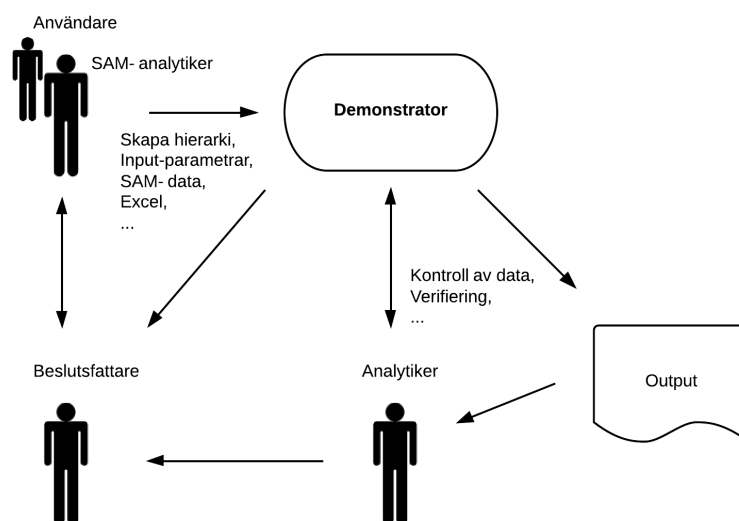 Användare
SAM- analytiker
Demonstrator
Skapa hierarki,
Input-parametrar,
SAM- data,
Excel,
...
Kontroll av data,
Verifiering,
...
Beslutsfattare
Analytiker
Output